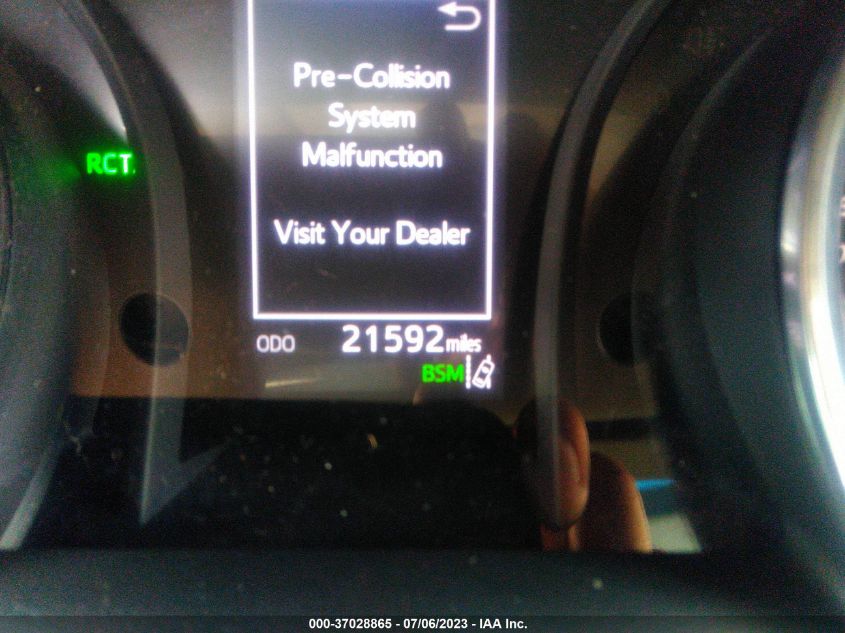 Pre-Collision
System
Malfunction
RCT
Visit Your Dealer
ODO 21592 miles
BSM
000-37028865 - 07/06/2023 - IAA Inc.